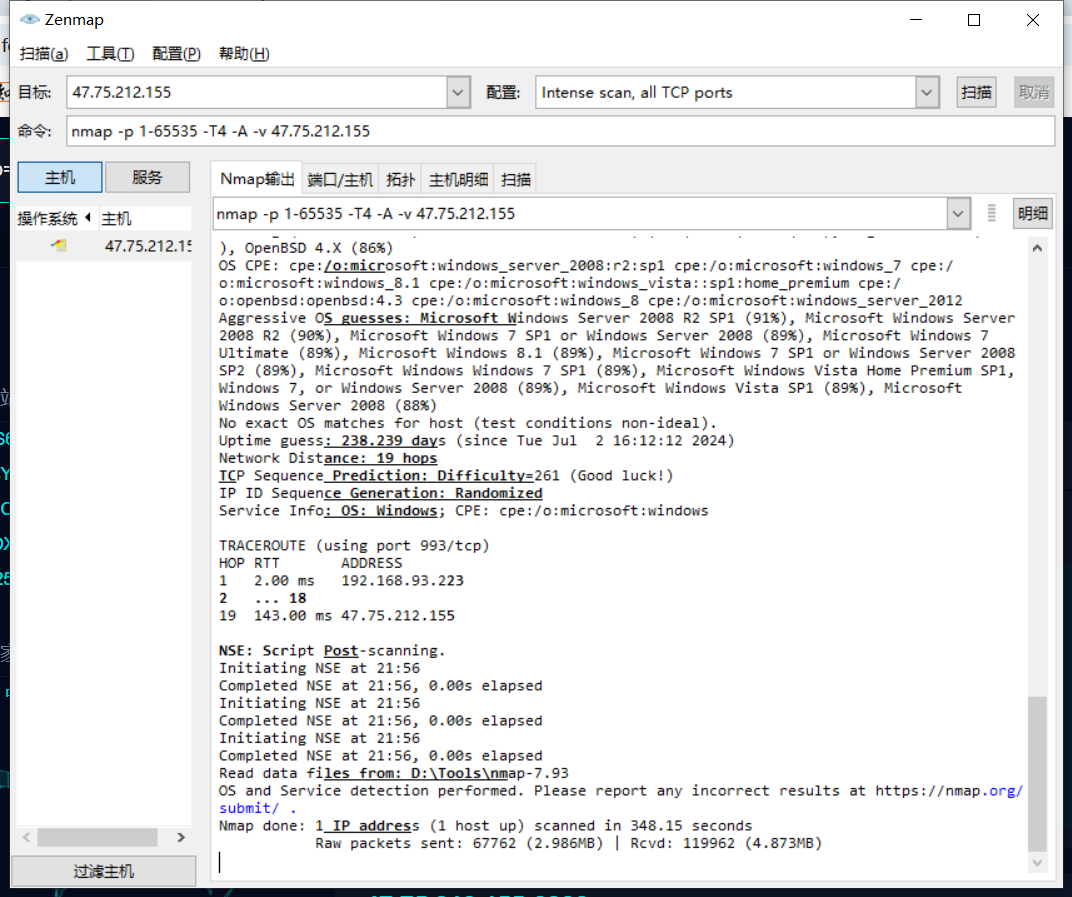 Zenmap
扫描(a) 工具(T) 配置(P) 帮助(H)
目标: 47.75.212.155 配置: Intense scan, all TCP ports 扫描 取消
命令: nmap -p 1-65535 -T4 -A -v 47.75.212.155
主机 服务
操作系统 主机
47.75.212.15
过滤主机
Nmap输出 端口/主机 拓扑 主机明细 扫描
nmap -p 1-65535 -T4 -A -v 47.75.212.155 明细
), OpenBSD 4.X (86%)
OS CPE: cpe:/o:microsoft:windows_server_2008:r2:sp1 cpe:/o:microsoft:windows_7 cpe:/
o:microsoft:windows_8.1 cpe:/o:microsoft:windows_vista::sp1:home_premium cpe:/
o:openbsd:openbsd:4.3 cpe:/o:microsoft:windows_8 cpe:/o:microsoft:windows_server_2012
Aggressive OS guesses: Microsoft Windows Server 2008 R2 SP1 (91%), Microsoft Windows Server
2008 R2 (90%), Microsoft Windows 7 SP1 or Windows Server 2008 (89%), Microsoft Windows 7
Ultimate (89%), Microsoft Windows 8.1 (89%), Microsoft Windows 7 SP1 or Windows Server 2008
SP2 (89%), Microsoft Windows Windows 7 SP1 (89%), Microsoft Windows Vista Home Premium SP1,
Windows 7, or Windows Server 2008 (89%), Microsoft Windows Vista SP1 (89%), Microsoft
Windows Server 2008 (88%)
No exact OS matches for host (test conditions non-ideal).
Uptime guess: 238.239 days (since Tue Jul  2 16:12:12 2024)
Network Distance: 19 hops
TCP Sequence Prediction: Difficulty=261 (Good luck!)
IP ID Sequence Generation: Randomized
Service Info: OS: Windows; CPE: cpe:/o:microsoft:windows
TRACEROUTE (using port 993/tcp)
HOP RTT ADDRESS
1 2.00 ms 192.168.93.223
2 ... 18
19 143.00 ms 47.75.212.155
NSE: Script Post-scanning.
Initiating NSE at 21:56
Completed NSE at 21:56, 0.00s elapsed
Initiating NSE at 21:56
Completed NSE at 21:56, 0.00s elapsed
Initiating NSE at 21:56
Completed NSE at 21:56, 0.00s elapsed
Read data files from: D:\Tools\nmap-7.93
OS and Service detection performed. Please report any incorrect results at https://nmap.org/
submit/ .
Nmap done: 1 IP address (1 host up) scanned in 348.15 seconds
Raw packets sent: 67762 (2.986MB) | Rcvd: 119962 (4.873MB)